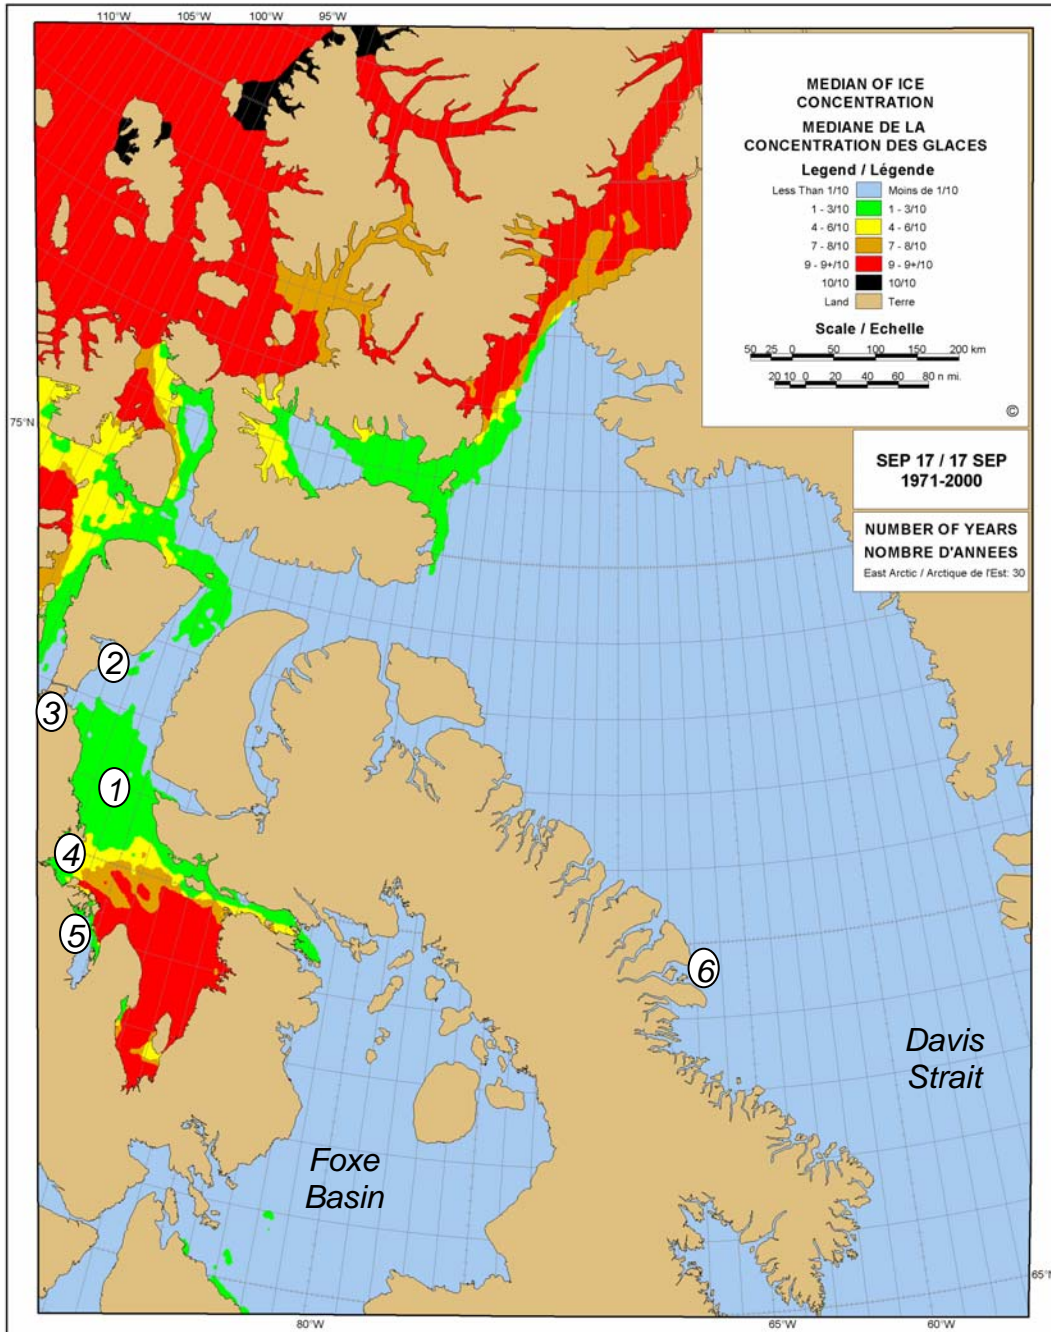 110°W 105°W 100°W 95°W
MEDIAN OF ICE
CONCENTRATION
MEDIANE DE LA
CONCENTRATION DES GLACES
Legend / Légende
Less Than 1/10 Moins de 1/10
1 - 3/10 1 - 3/10
4 - 6/10 4 - 6/10
7 - 8/10 7 - 8/10
9 - 9+/10 9 - 9+/10
10/10 10/10
Land Terre
Scale / Echelle
50 25 0 50 100 150 200 km
20 10 0 20 40 60 80 n mi.
©
75°N
SEP 17 / 17 SEP
1971-2000
NUMBER OF YEARS
NOMBRE D'ANNEES
East Arctic / Arctique de l'Est: 30
2
3
1
4
5
6
Davis
Strait
Foxe
Basin
65°N
80°W 65°W 60°W